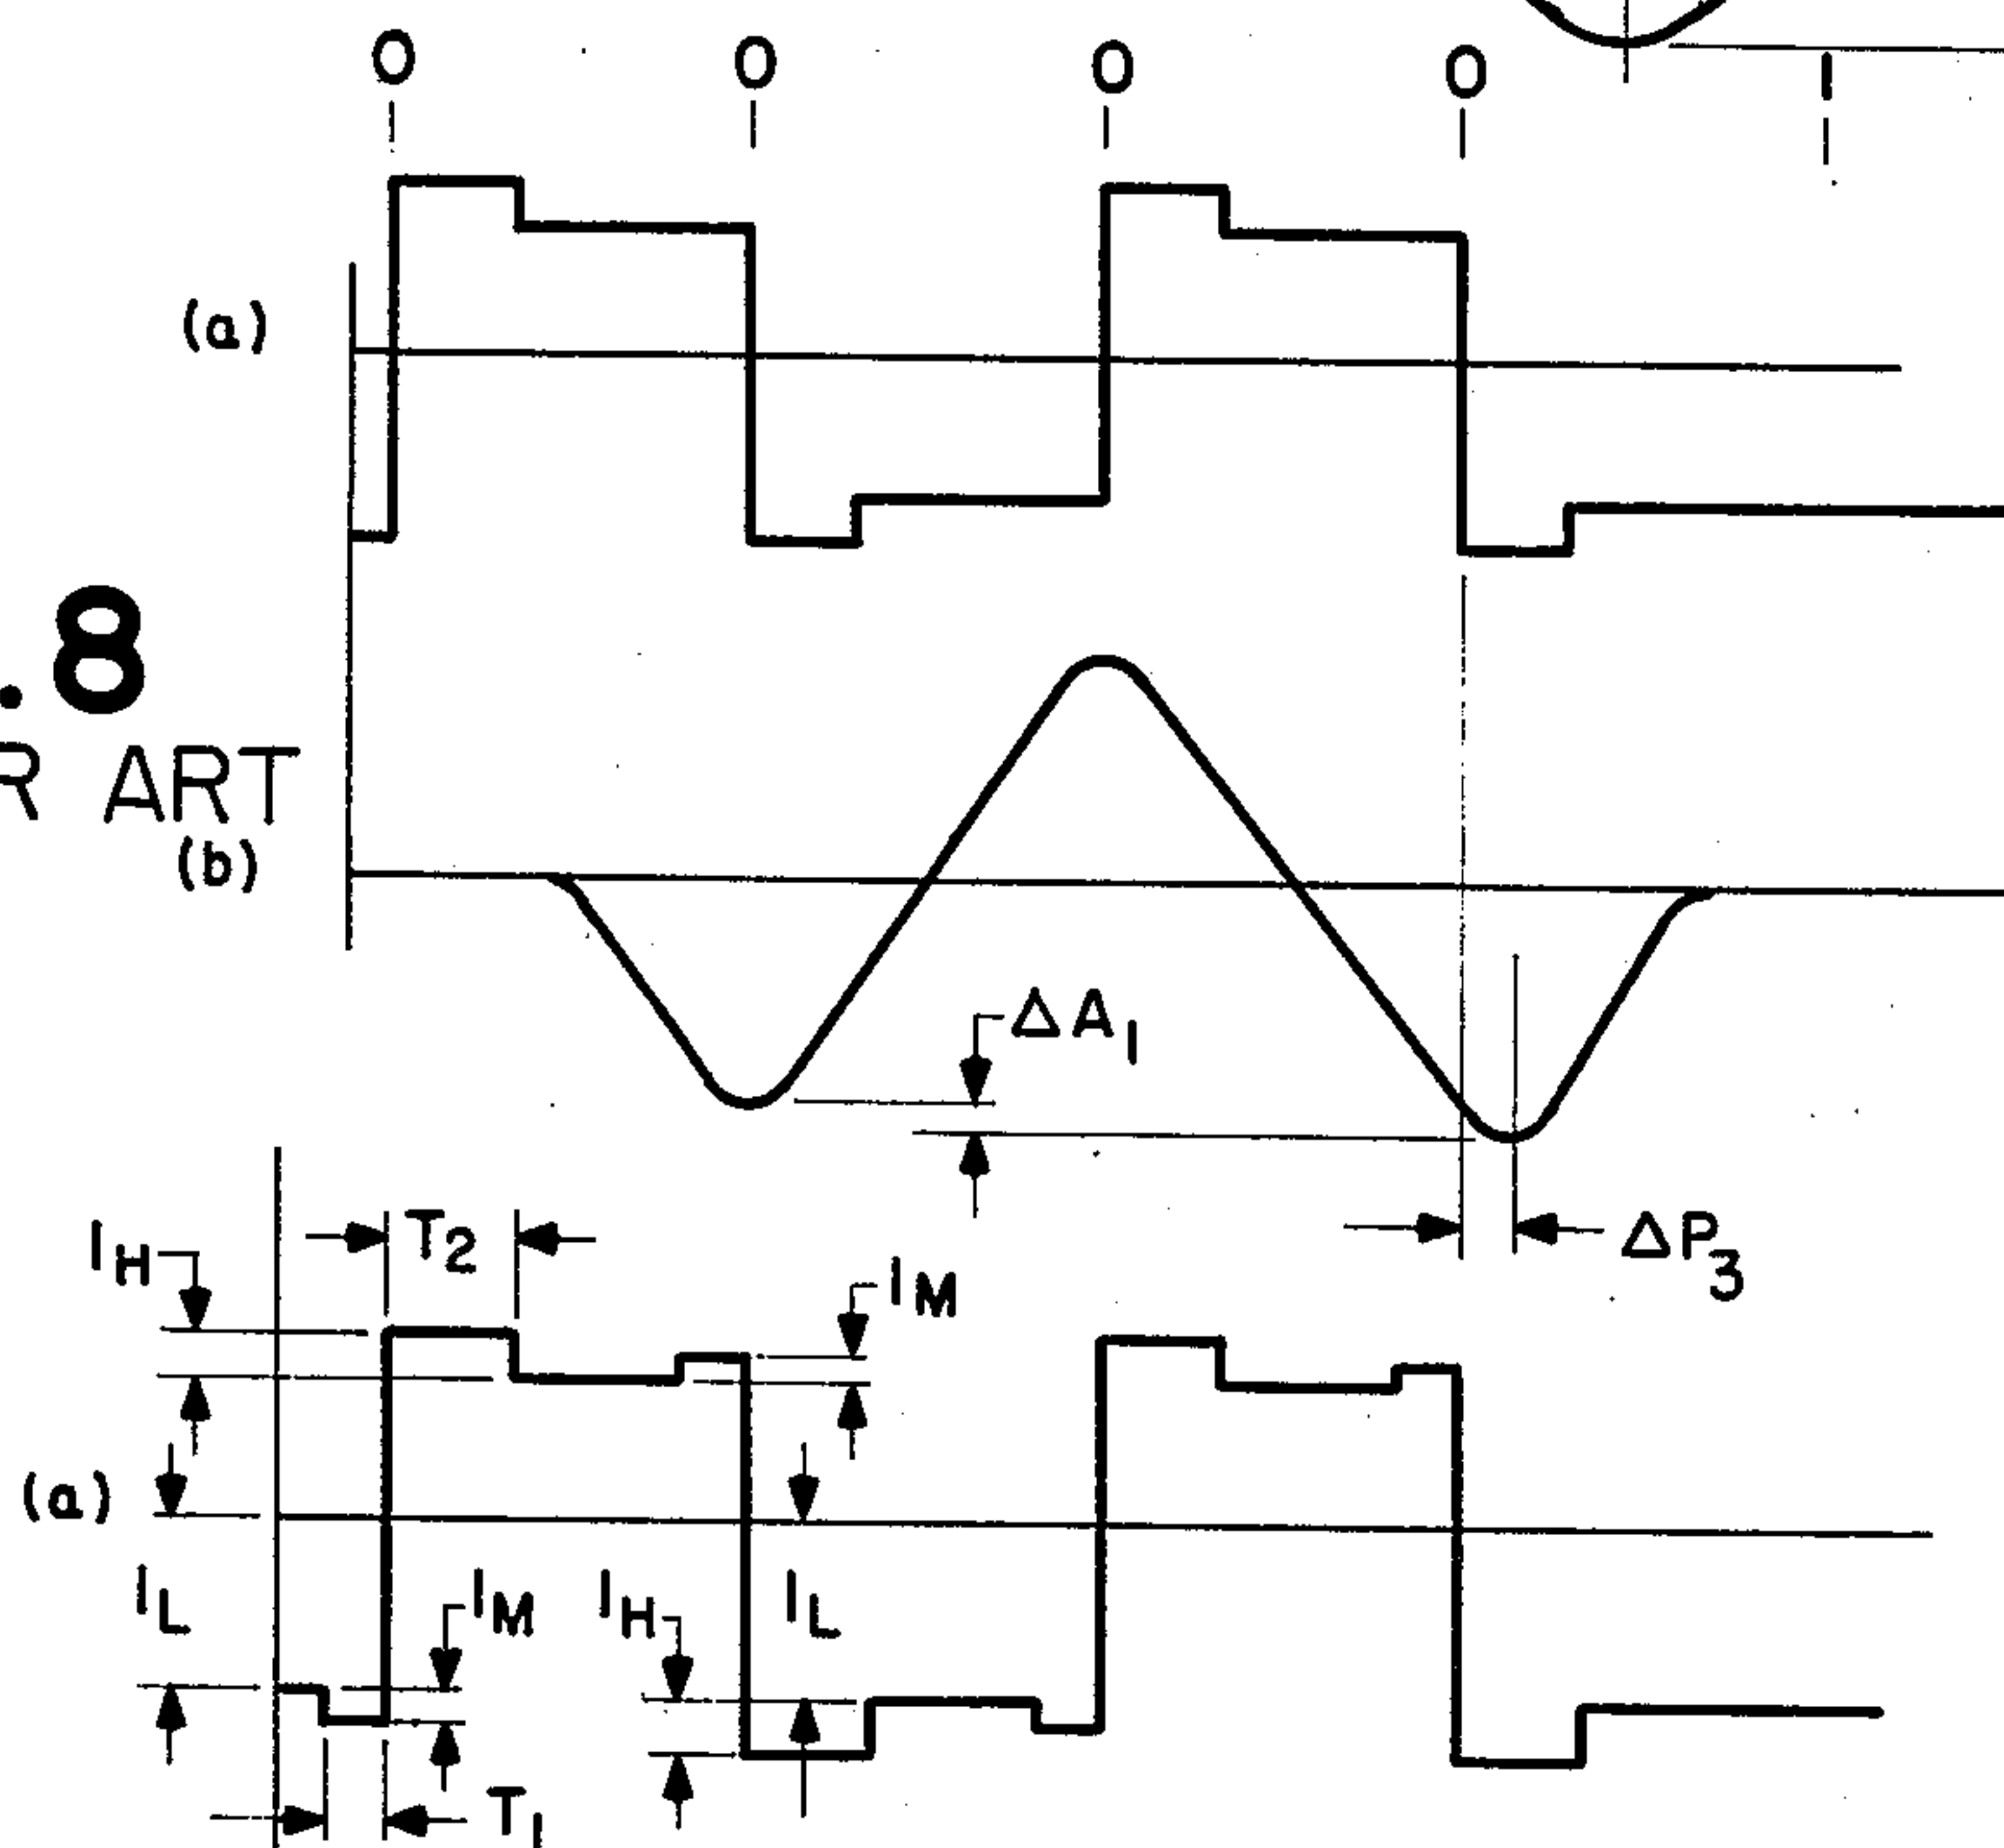 0 0 0 0 1
(a)
.8
R ART
(b)
ΔA1
ΔP3
IH T2 IM
(a)
IL IM IH IL
T1